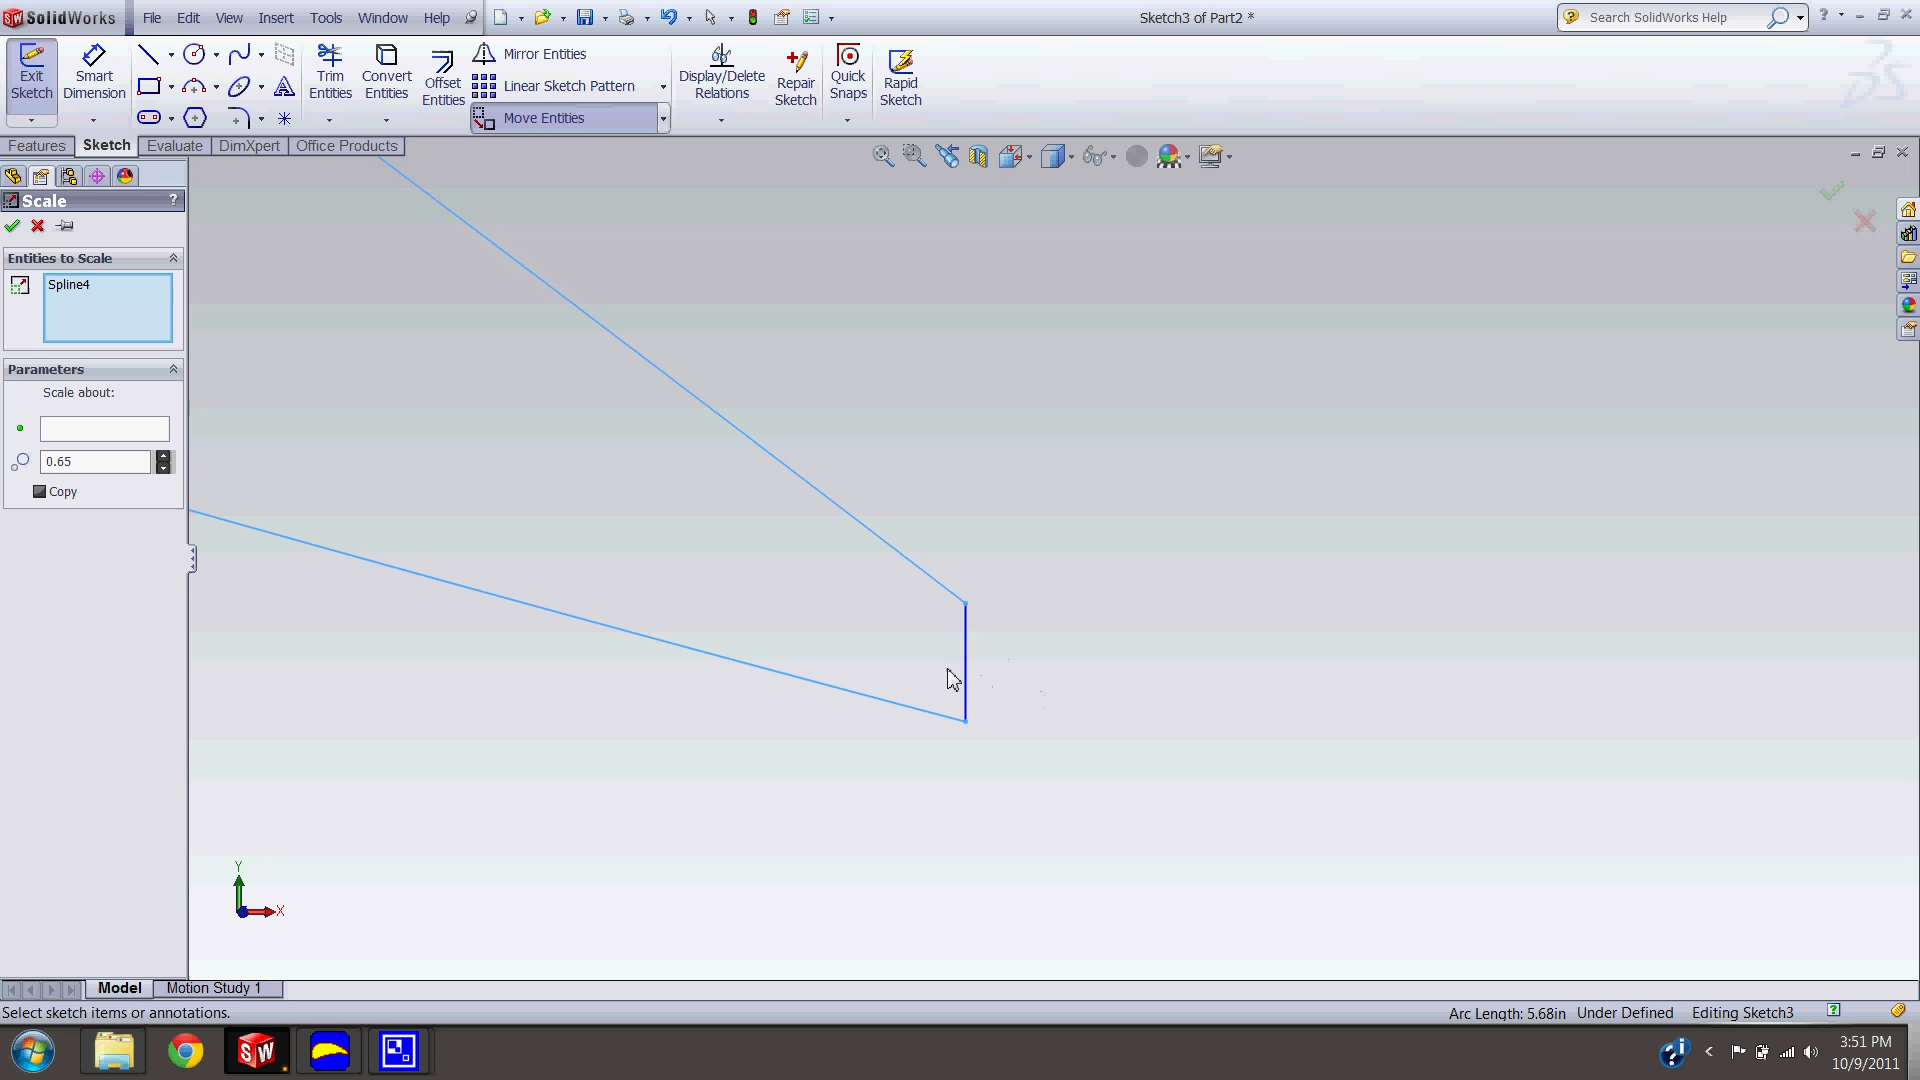 SolidWorks File Edit View Insert Tools Window Help Sketch3 of Part2 * Search SolidWorks Help
Exit Sketch
Smart Dimension
Trim Entities
Convert Entities
Offset Entities
Mirror Entities
Linear Sketch Pattern
Move Entities
Display/Delete Relations
Repair Sketch
Quick Snaps
Rapid Sketch
Features Sketch Evaluate DimXpert Office Products
Scale ?
Entities to Scale
Spline4
Parameters
Scale about:
0.65
Copy
Y
X
Model Motion Study 1
Select sketch items or annotations. Arc Length: 5.68in Under Defined Editing Sketch3
SW
3:51 PM
10/9/2011